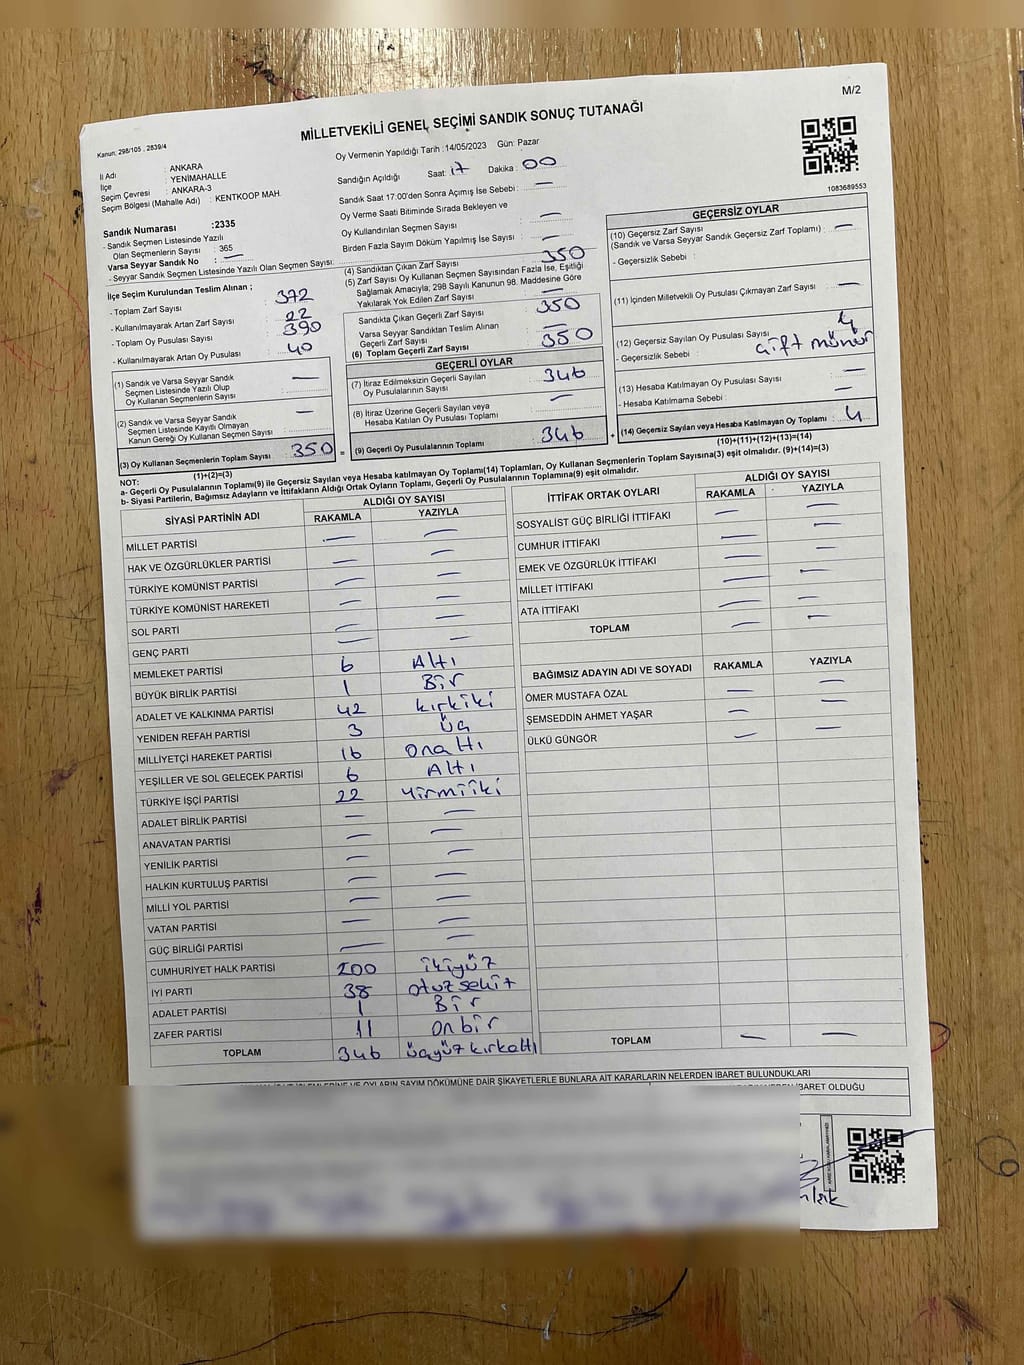 M/2
MİLLETVEKİLİ GENEL SEÇİMİ SANDIK SONUÇ TUTANAĞI
Kanun: 298/105 , 2839/4
İl Adı : ANKARA
İlçe : YENİMAHALLE
Seçim Çevresi : ANKARA-3
Seçim Bölgesi (Mahalle Adı) : KENTKOOP MAH.
Oy Vermenin Yapıldığı Tarih :14/05/2023 Gün: Pazar
Sandığın Açıldığı Saat: 17 Dakika : 00
Sandık Saat 17:00'den Sonra Açımış İse Sebebi : —
Oy Verme Saati Bitiminde Sırada Bekleyen ve
Oy Kullandırılan Seçmen Sayısı : —
Birden Fazla Sayım Döküm Yapılmış İse Sayısı : —
1083689553
Sandık Numarası :2335
- Sandık Seçmen Listesinde Yazılı
Olan Seçmenlerin Sayısı : 365
Varsa Seyyar Sandık No : —
- Seyyar Sandık Seçmen Listesinde Yazılı Olan Seçmen Sayısı:
İlçe Seçim Kurulundan Teslim Alınan ;
- Toplam Zarf Sayısı : 372
- Kullanılmayarak Artan Zarf Sayısı : 22
- Toplam Oy Pusulası Sayısı : 390
- Kullanılmayarak Artan Oy Pusulası : 40
(1) Sandık ve Varsa Seyyar Sandık
Seçmen Listesinde Yazılı Olup
Oy Kullanan Seçmenlerin Sayısı : —
(2) Sandık ve Varsa Seyyar Sandık
Seçmen Listesinde Kayıtlı Olmayan
Kanun Gereği Oy Kullanan Seçmen Sayısı : —
(3) Oy Kullanan Seçmenlerin Toplam Sayısı : 350
(1)+(2)=(3)
(4) Sandıktan Çıkan Zarf Sayısı : 350
(5) Zarf Sayısı Oy Kullanan Seçmen Sayısından Fazla İse, Eşitliği
Sağlamak Amacıyla; 298 Sayılı Kanunun 98. Maddesine Göre
Yakılarak Yok Edilen Zarf Sayısı : —
Sandıkta Çıkan Geçerli Zarf Sayısı : 350
Varsa Seyyar Sandıktan Teslim Alınan
Geçerli Zarf Sayısı : —
(6) Toplam Geçerli Zarf Sayısı : 350
GEÇERLİ OYLAR
(7) İtiraz Edilmeksizin Geçerli Sayılan
Oy Pusulalarının Sayısı : 346
(8) İtiraz Üzerine Geçerli Sayılan veya
Hesaba Katılan Oy Pusulası Toplamı : —
= (9) Geçerli Oy Pusulalarının Toplamı : 346 +
GEÇERSİZ OYLAR
(10) Geçersiz Zarf Sayısı
(Sandık ve Varsa Seyyar Sandık Geçersiz Zarf Toplamı) : —
- Geçersizlik Sebebi :
(11) İçinden Milletvekili Oy Pusulası Çıkmayan Zarf Sayısı : —
(12) Geçersiz Sayılan Oy Pusulası Sayısı : 4
- Geçersizlik Sebebi : çift mühür
(13) Hesaba Katılmayan Oy Pusulası Sayısı : —
- Hesaba Katılmama Sebebi : —
(14) Geçersiz Sayılan veya Hesaba Katılmayan Oy Toplamı : 4
(10)+(11)+(12)+(13)=(14)
NOT:
a- Geçerli Oy Pusulalarının Toplamı(9) ile Geçersiz Sayılan veya Hesaba katılmayan Oy Toplamı(14) Toplamları, Oy Kullanan Seçmenlerin Toplam Sayısına(3) eşit olmalıdır. (9)+(14)=(3)
b- Siyasi Partilerin, Bağımsız Adayların ve İttifakların Aldığı Ortak Oyların Toplamı, Geçerli Oy Pusulalarının Toplamına(9) eşit olmalıdır.
SİYASİ PARTİNİN ADI ALDIĞI OY SAYISI
RAKAMLA YAZIYLA
MİLLET PARTİSİ — —
HAK VE ÖZGÜRLÜKLER PARTİSİ — —
TÜRKİYE KOMÜNİST PARTİSİ — —
TÜRKİYE KOMÜNİST HAREKETİ — —
SOL PARTİ — —
GENÇ PARTİ — —
MEMLEKET PARTİSİ 6 Altı
BÜYÜK BİRLİK PARTİSİ 1 Bir
ADALET VE KALKINMA PARTİSİ 42 kırkiki
YENİDEN REFAH PARTİSİ 3 üç
MİLLİYETÇİ HAREKET PARTİSİ 16 onaltı
YEŞİLLER VE SOL GELECEK PARTİSİ 6 Altı
TÜRKİYE İŞÇİ PARTİSİ 22 Yirmiiki
ADALET BİRLİK PARTİSİ — —
ANAVATAN PARTİSİ — —
YENİLİK PARTİSİ — —
HALKIN KURTULUŞ PARTİSİ — —
MİLLİ YOL PARTİSİ — —
VATAN PARTİSİ — —
GÜÇ BİRLİĞİ PARTİSİ — —
CUMHURİYET HALK PARTİSİ 200 ikiyüz
İYİ PARTİ 38 otuzsekiz
ADALET PARTİSİ 1 Bir
ZAFER PARTİSİ 11 onbir
TOPLAM 346 üçyüzkırkaltı
İTTİFAK ORTAK OYLARI ALDIĞI OY SAYISI
RAKAMLA YAZIYLA
SOSYALİST GÜÇ BİRLİĞİ İTTİFAKI — —
CUMHUR İTTİFAKI — —
EMEK VE ÖZGÜRLÜK İTTİFAKI — —
MİLLET İTTİFAKI — —
ATA İTTİFAKI — —
TOPLAM — —
BAĞIMSIZ ADAYIN ADI VE SOYADI RAKAMLA YAZIYLA
ÖMER MUSTAFA ÖZAL — —
ŞEMSEDDİN AHMET YAŞAR — —
ÜLKÜ GÜNGÖR — —
TOPLAM — —
İŞLEMLERİNE VE OYLARIN SAYIM DÖKÜMÜNE DAİR ŞİKAYETLERLE BUNLARA AİT KARARLARIN NELERDEN İBARET BULUNDUKLARI
İBARET OLDUĞU